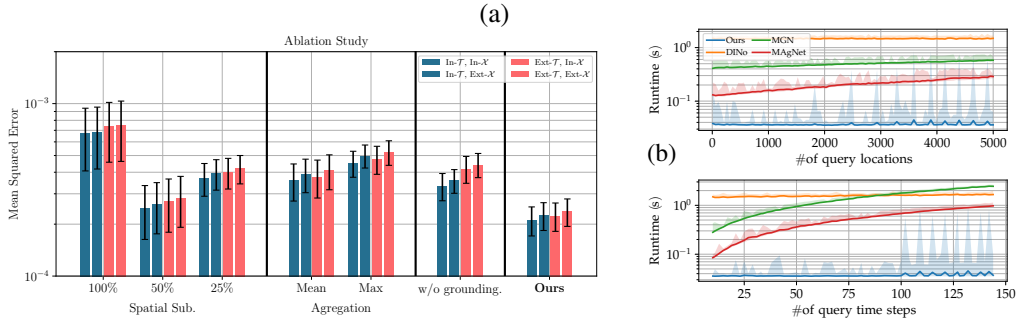 (a)
Ablation Study
In-𝒯, In-𝒳
In-𝒯, Ext-𝒳
Ext-𝒯, In-𝒳
Ext-𝒯, Ext-𝒳
Mean Squared Error
10⁻³
10⁻⁴
100% 50% 25% Mean Max w/o grounding. Ours
Spatial Sub. Agregation
Ours MGN
DINo MAgNet
Runtime (s)
10⁰
10⁻¹
0 1000 2000 3000 4000 5000
#of query locations
(b)
Runtime (s)
10⁰
10⁻¹
25 50 75 100 125 150
#of query time steps